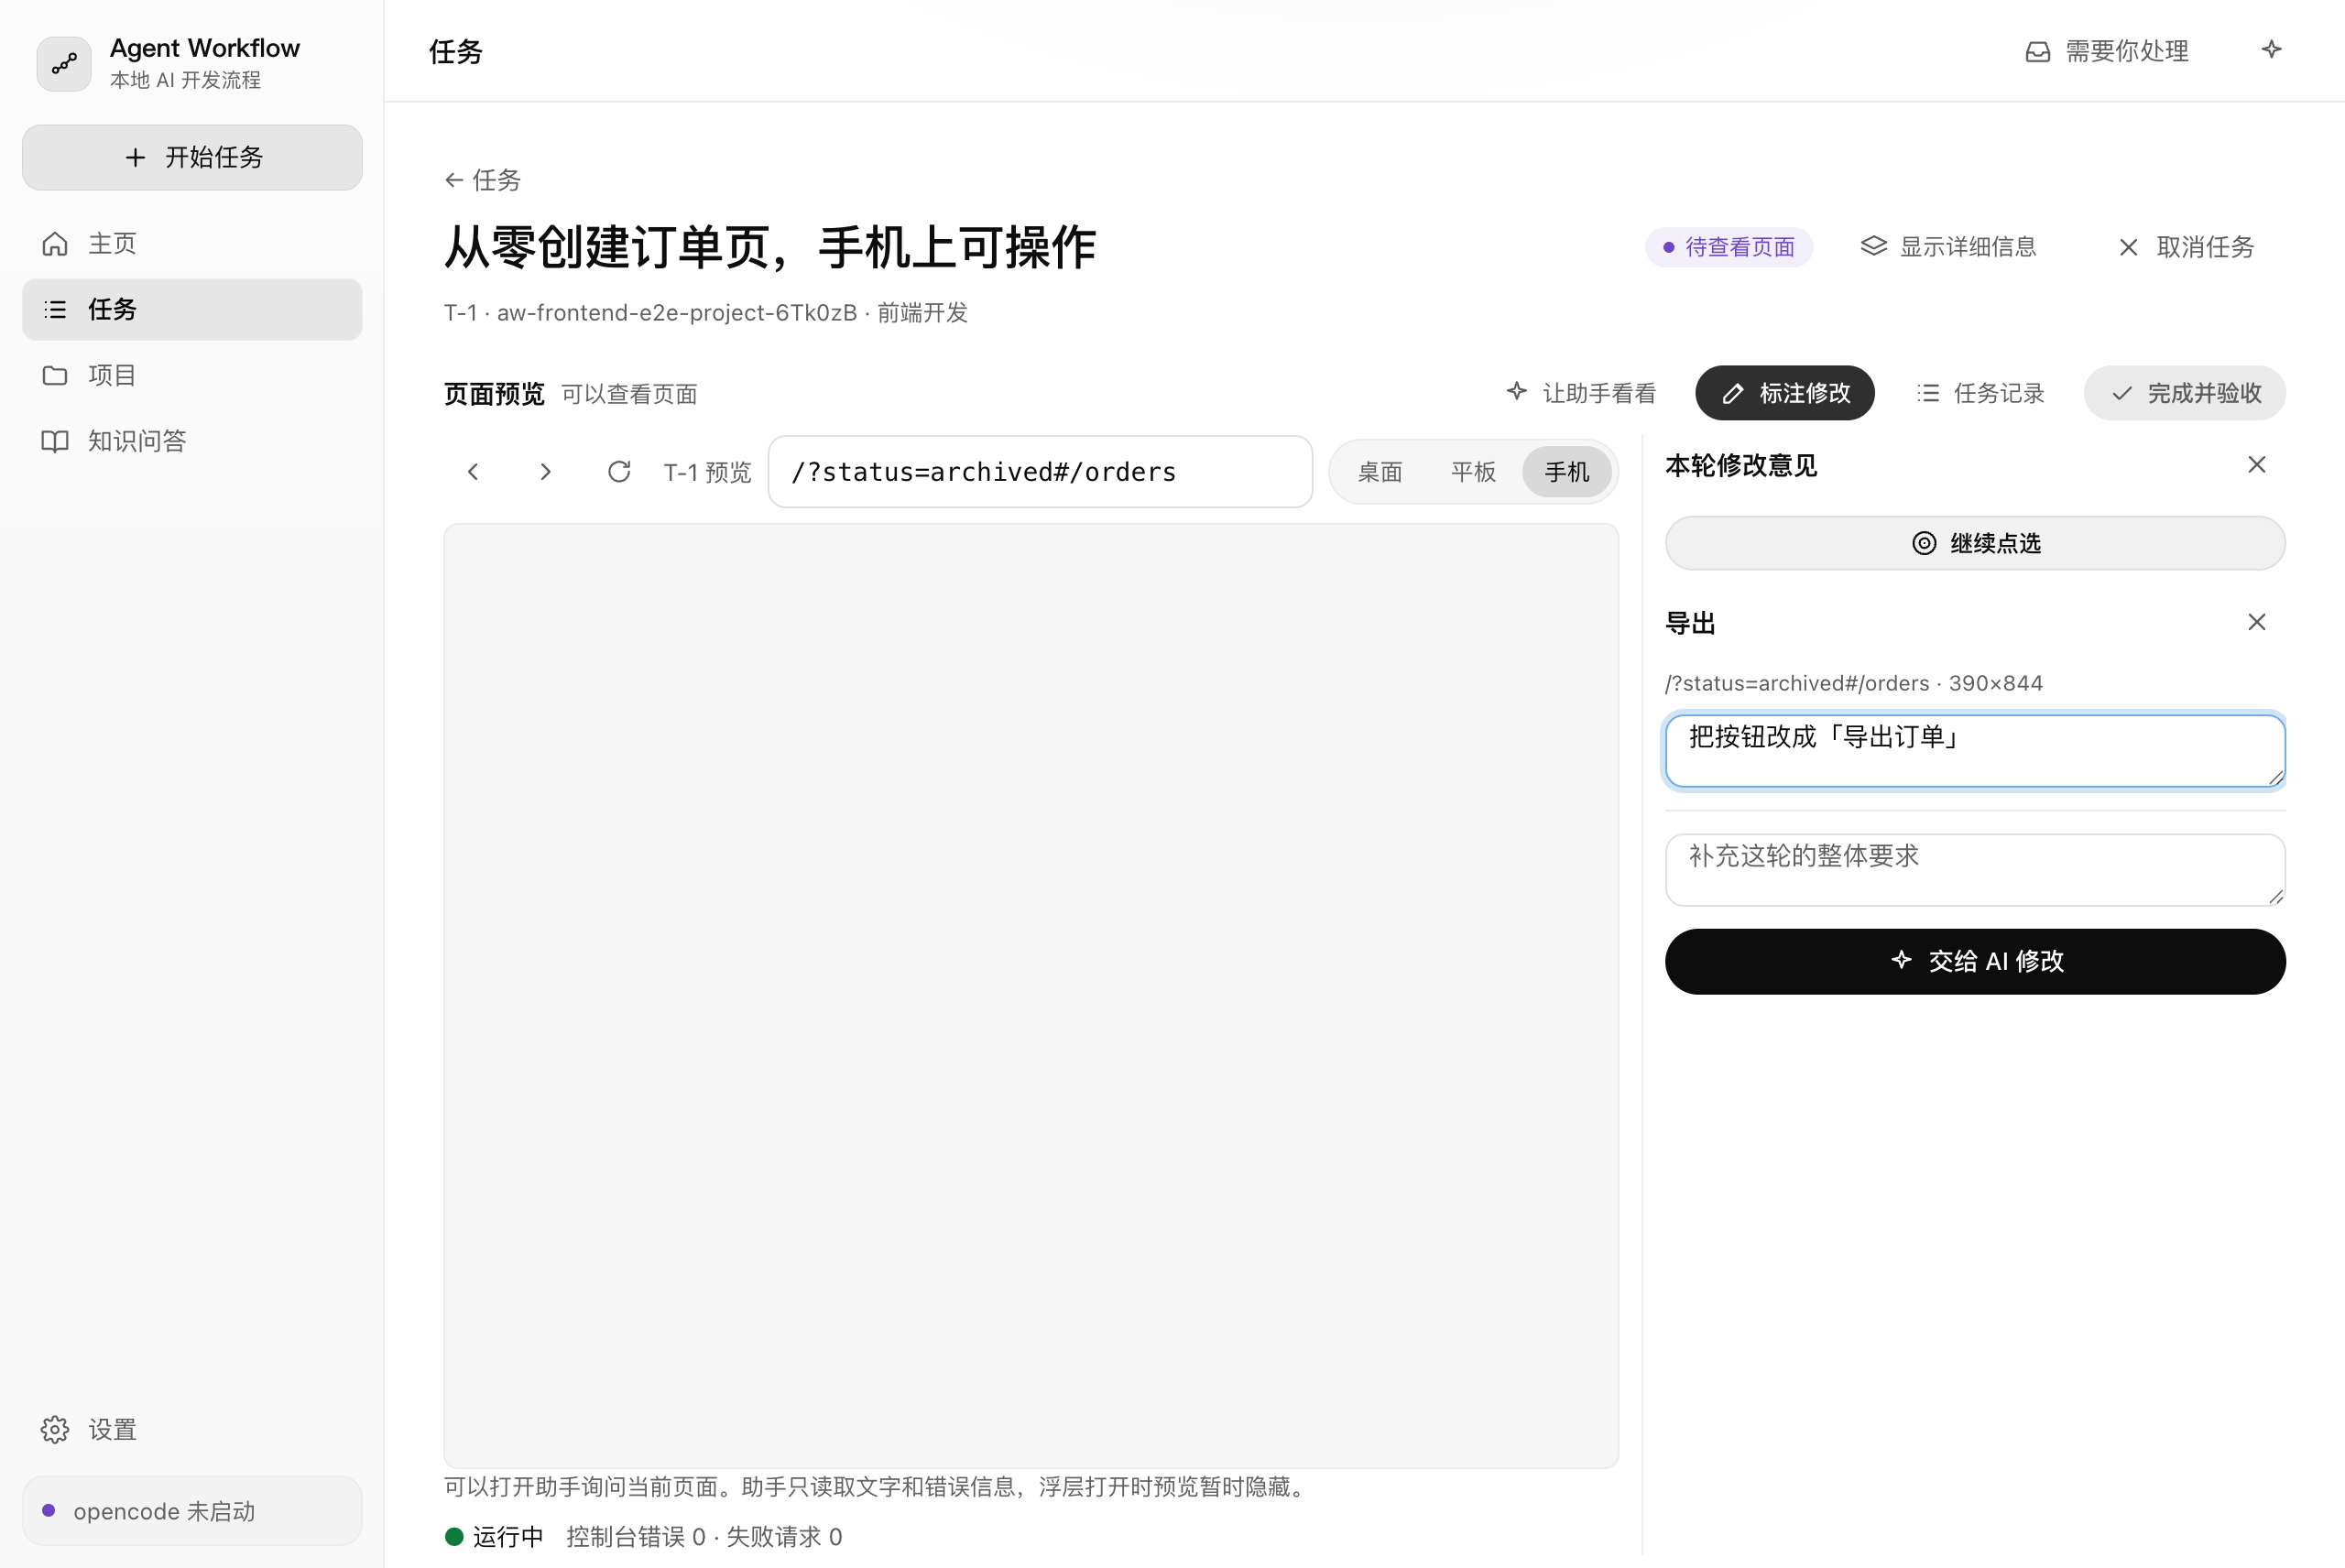 Agent Workflow
本地 AI 开发流程
开始任务
主页
任务
项目
知识问答
设置
opencode 未启动
任务
需要你处理
任务
从零创建订单页，手机上可操作
待查看页面
显示详细信息
取消任务
T-1 · aw-frontend-e2e-project-6Tk0zB · 前端开发
页面预览 可以查看页面
让助手看看
标注修改
任务记录
完成并验收
T-1 预览
/?status=archived#/orders
桌面
平板
手机
可以打开助手询问当前页面。助手只读取文字和错误信息，浮层打开时预览暂时隐藏。
运行中 控制台错误 0 · 失败请求 0
本轮修改意见
继续点选
导出
/?status=archived#/orders · 390×844
把按钮改成「导出订单」
补充这轮的整体要求
交给 AI 修改